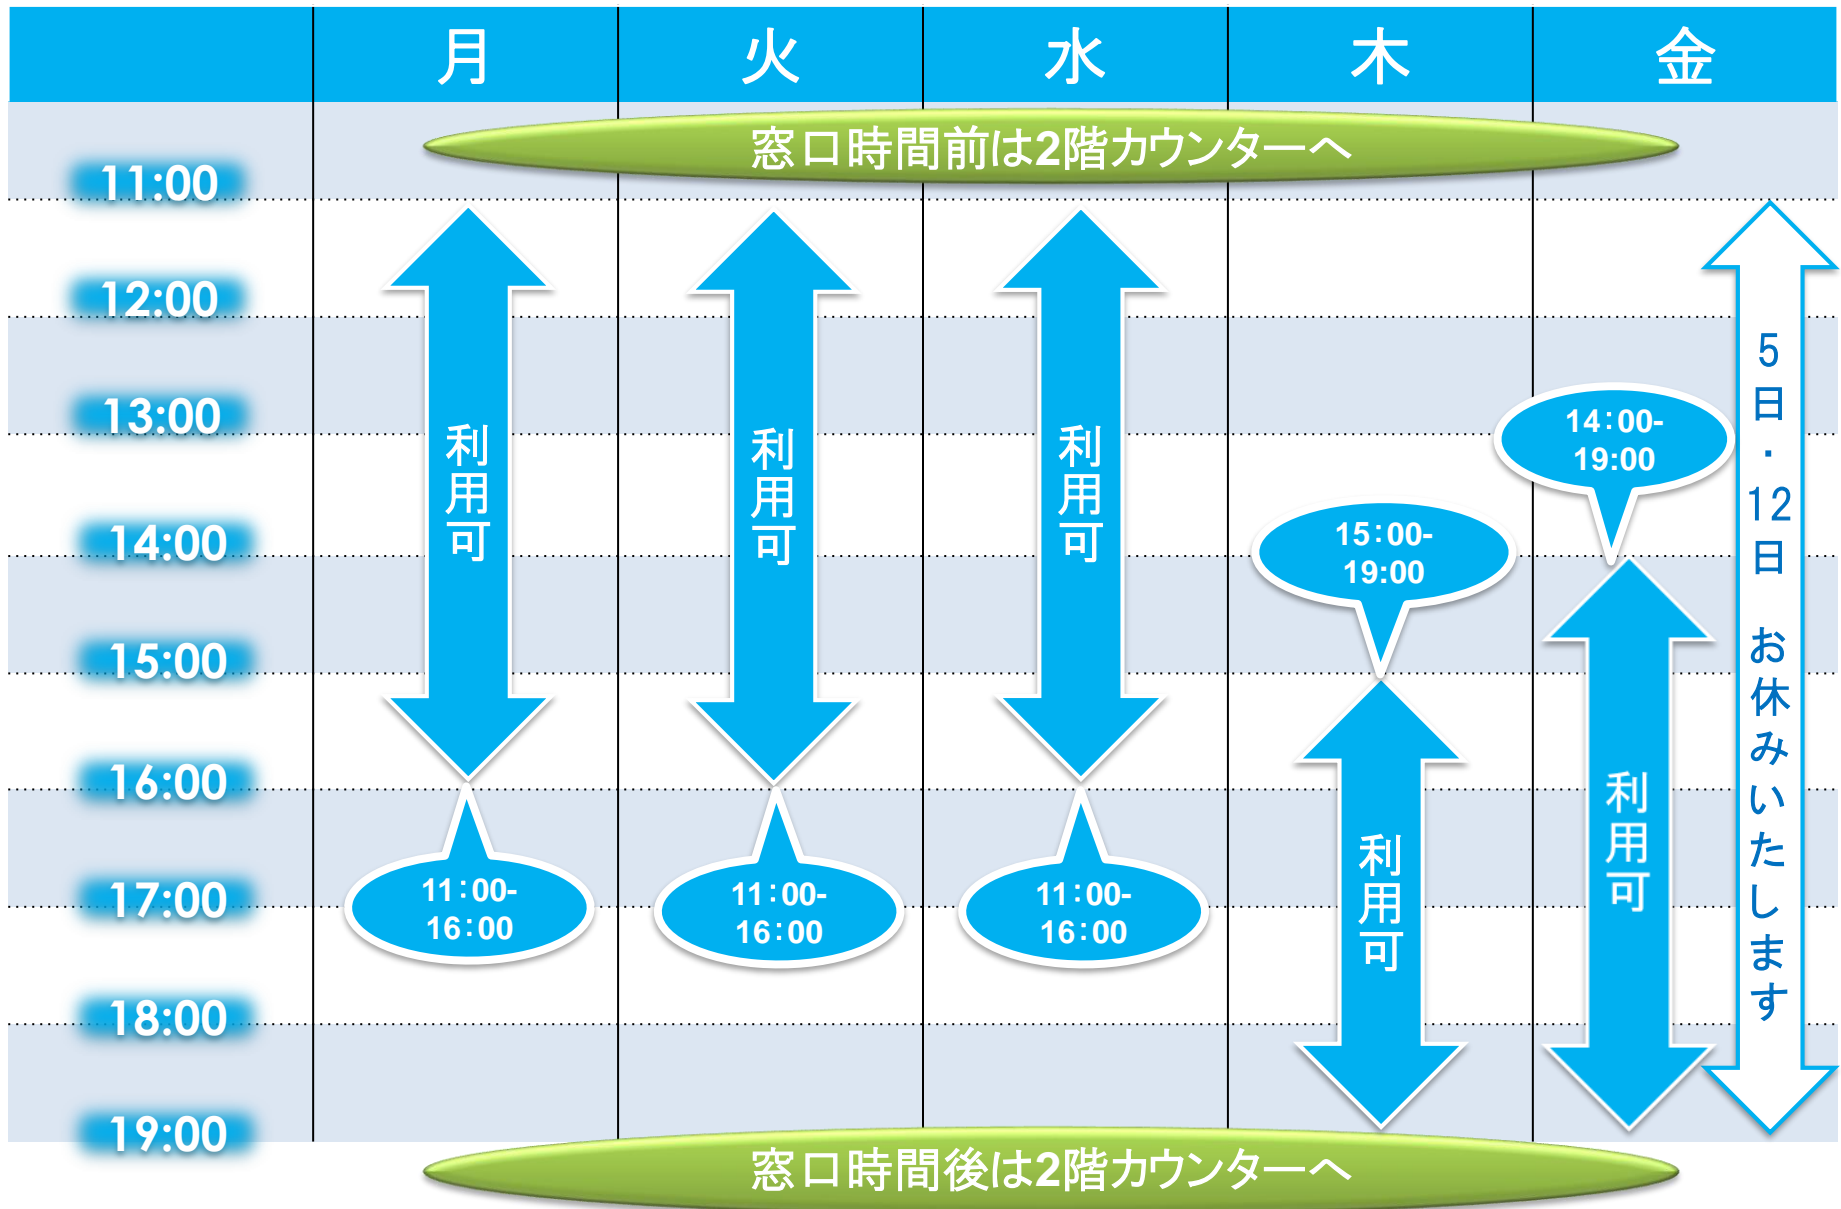 月 火 水 木 金
窓口時間前は2階カウンターへ
11:00
12:00
13:00
14:00
15:00
16:00
17:00
18:00
19:00
利用可
11:00-
16:00
利用可
11:00-
16:00
利用可
11:00-
16:00
15:00-
19:00
利用可
14:00-
19:00
利用可
5日・12日 お休みいたします
窓口時間後は2階カウンターへ